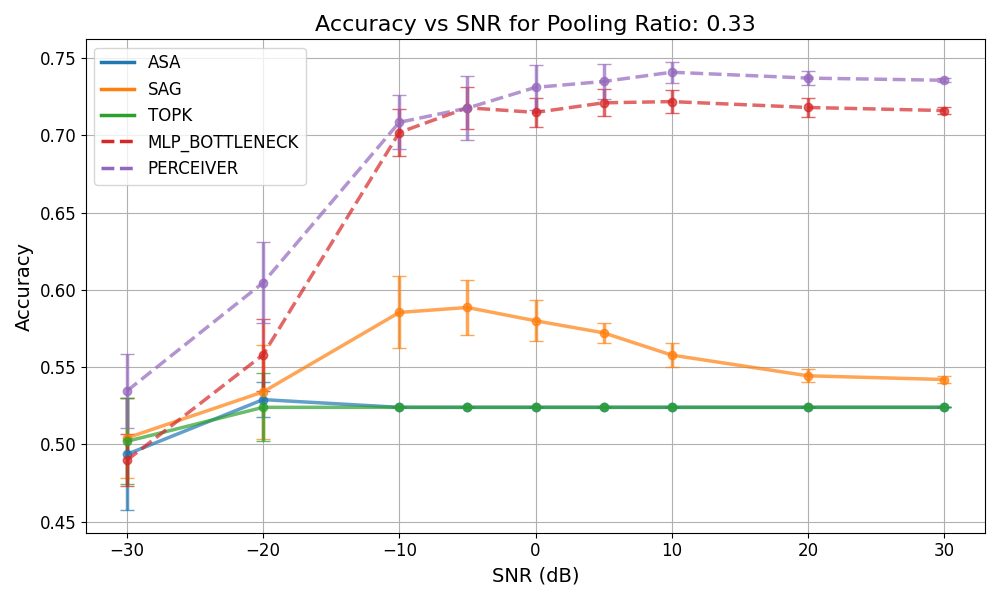 Accuracy vs SNR for Pooling Ratio: 0.33
ASA
SAG
TOPK
MLP_BOTTLENECK
PERCEIVER
Accuracy
0.75
0.70
0.65
0.60
0.55
0.50
0.45
−30 −20 −10 0 10 20 30
SNR (dB)